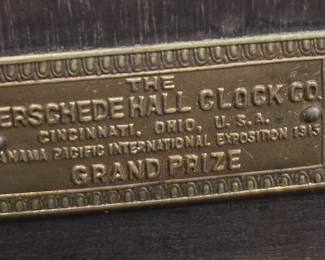 THE
ERSCHEDE HALL CLOCK CO.
CINCINNATI, OHIO, U.S.A.
ANAMA PACIFIC INTERNATIONAL EXPOSITION 1915
GRAND PRIZE